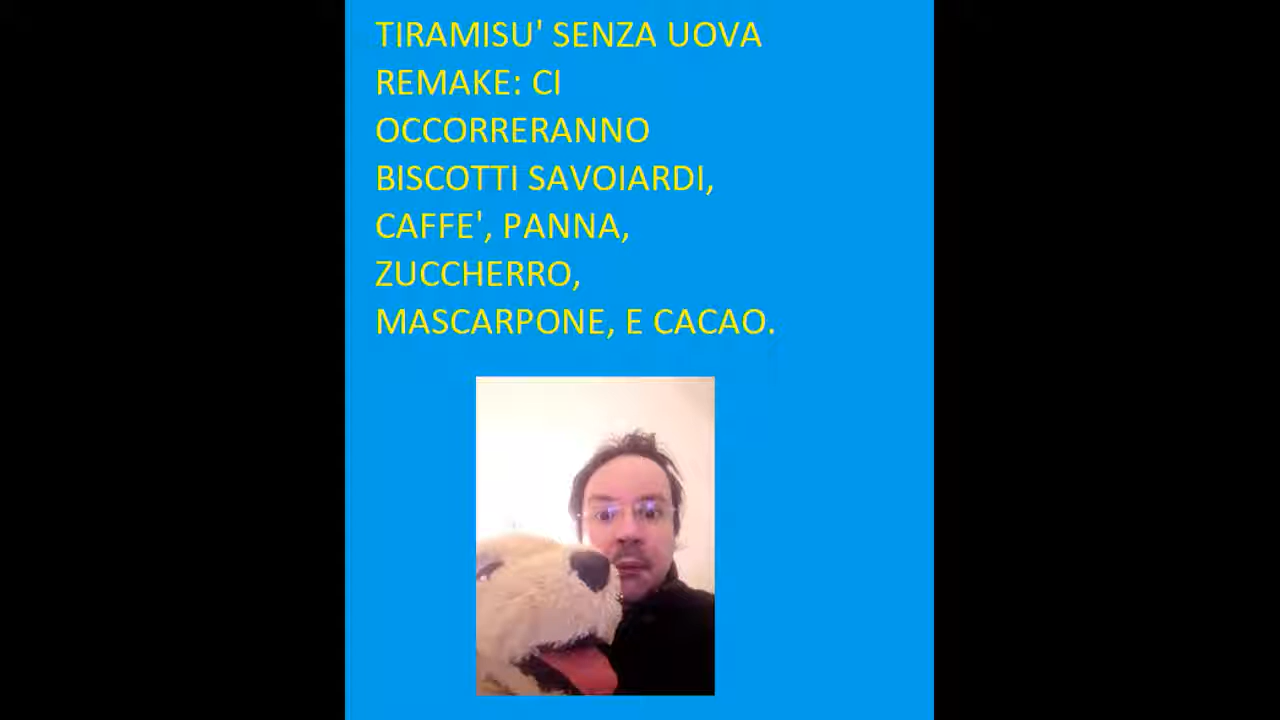 TIRAMISU' SENZA UOVA
REMAKE: CI
OCCORRERANNO
BISCOTTI SAVOIARDI,
CAFFE', PANNA,
ZUCCHERRO,
MASCARPONE, E CACAO.